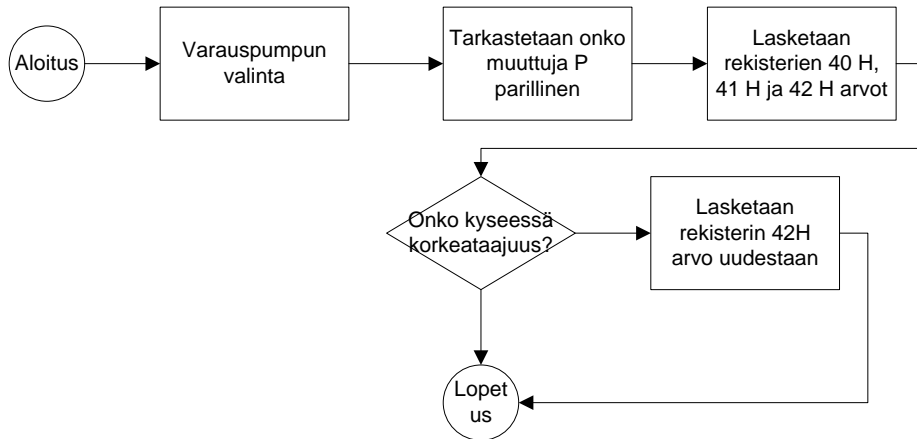 Aloitus
Varauspumpun
valinta
Tarkastetaan onko
muuttuja P
parillinen
Lasketaan
rekisterien 40 H,
41 H ja 42 H arvot
Onko kyseessä
korkeataajuus?
Lasketaan
rekisterin 42H
arvo uudestaan
Lopet
us